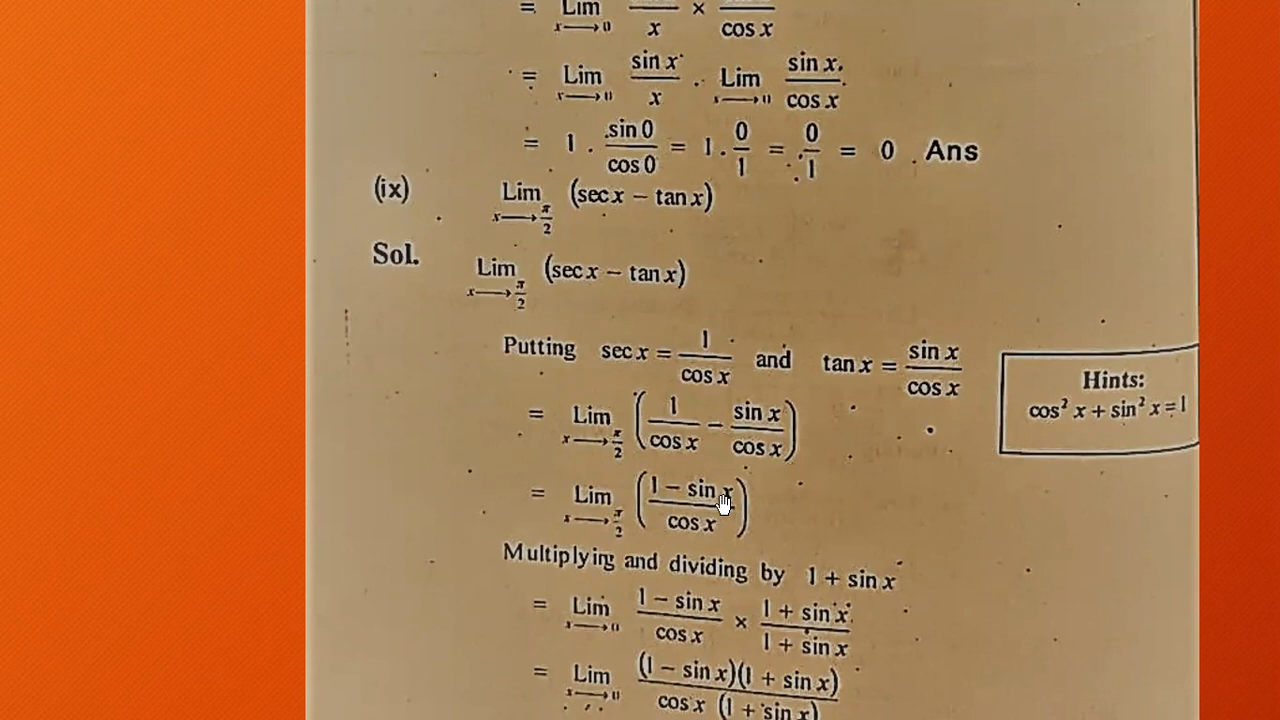 = Lim x→0 x × cos x
= Lim x→0 sin x / x . Lim x→0 sin x / cos x
= 1 . sin 0 / cos 0 = 1 . 0/1 = 0/1 = 0 Ans
(ix) Lim x→π/2 (sec x − tan x)
Sol. Lim x→π/2 (sec x − tan x)
Putting sec x = 1 / cos x and tan x = sin x / cos x
Hints:
cos² x + sin² x = 1
= Lim x→π/2 (1 / cos x − sin x / cos x)
= Lim x→π/2 (1 − sin x / cos x)
Multiplying and dividing by 1 + sin x
= Lim x→0 1 − sin x / cos x × 1 + sin x / 1 + sin x
= Lim x→0 (1 − sin x)(1 + sin x) / cos x (1 + sin x)